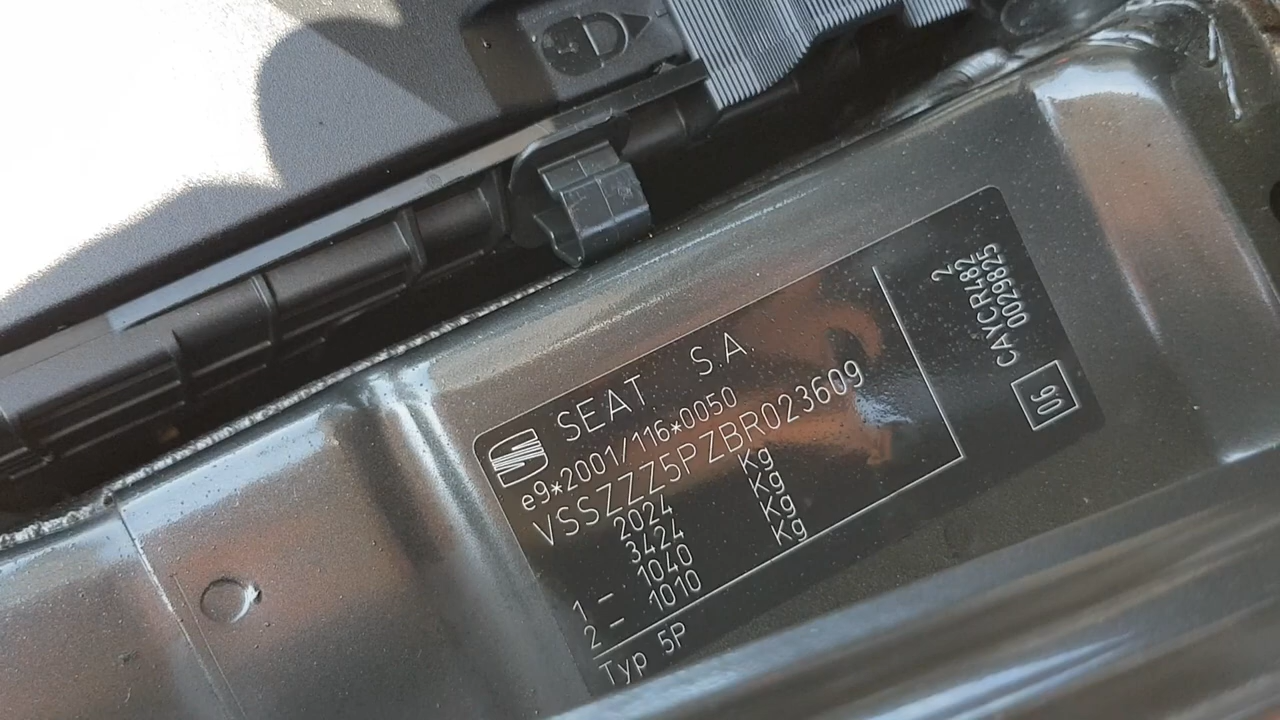 SEAT S.A
e9*2001/116*0050
VSSZZZ5PZBR023609
2024 Kg
3424 Kg
1 - 1040 Kg
2 - 1010 Kg
Typ 5P
2
CAYCR482
0029825
06